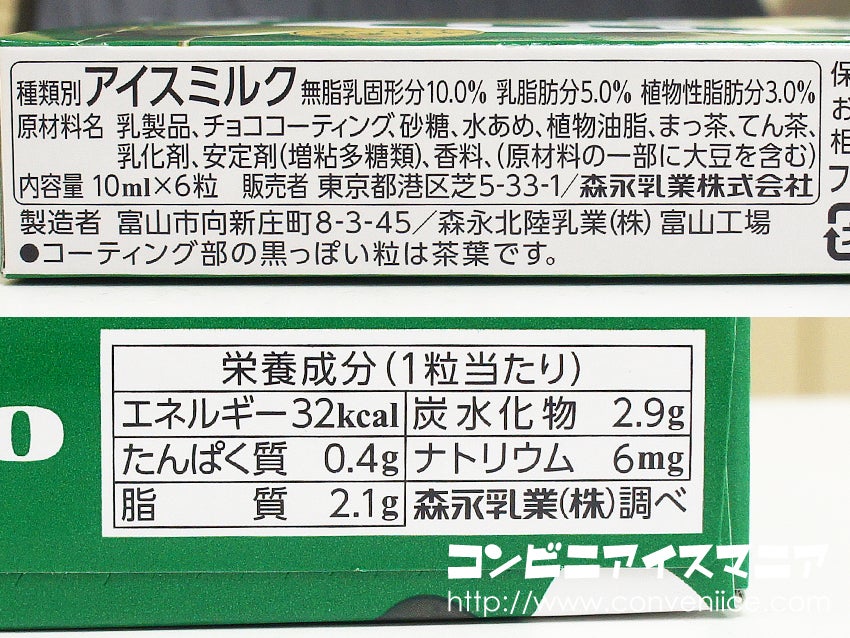 種類別アイスミルク 無脂乳固形分10.0% 乳脂肪分5.0% 植物性脂肪分3.0%
原材料名 乳製品、チョココーティング、砂糖、水あめ、植物油脂、まっ茶、てん茶、
乳化剤、安定剤(増粘多糖類)、香料、(原材料の一部に大豆を含む)
内容量 10ml×6粒 販売者 東京都港区芝5-33-1/森永乳業株式会社
製造者 富山市向新庄町8-3-45/森永北陸乳業(株) 富山工場
●コーティング部の黒っぽい粒は茶葉です。
保
お
相
フ
栄養成分(1粒当たり)
エネルギー32kcal 炭水化物 2.9g
たんぱく質 0.4g ナトリウム 6mg
脂質 2.1g 森永乳業(株)調べ
o
コンビニアイスマニア
http://www.conveniice.com/